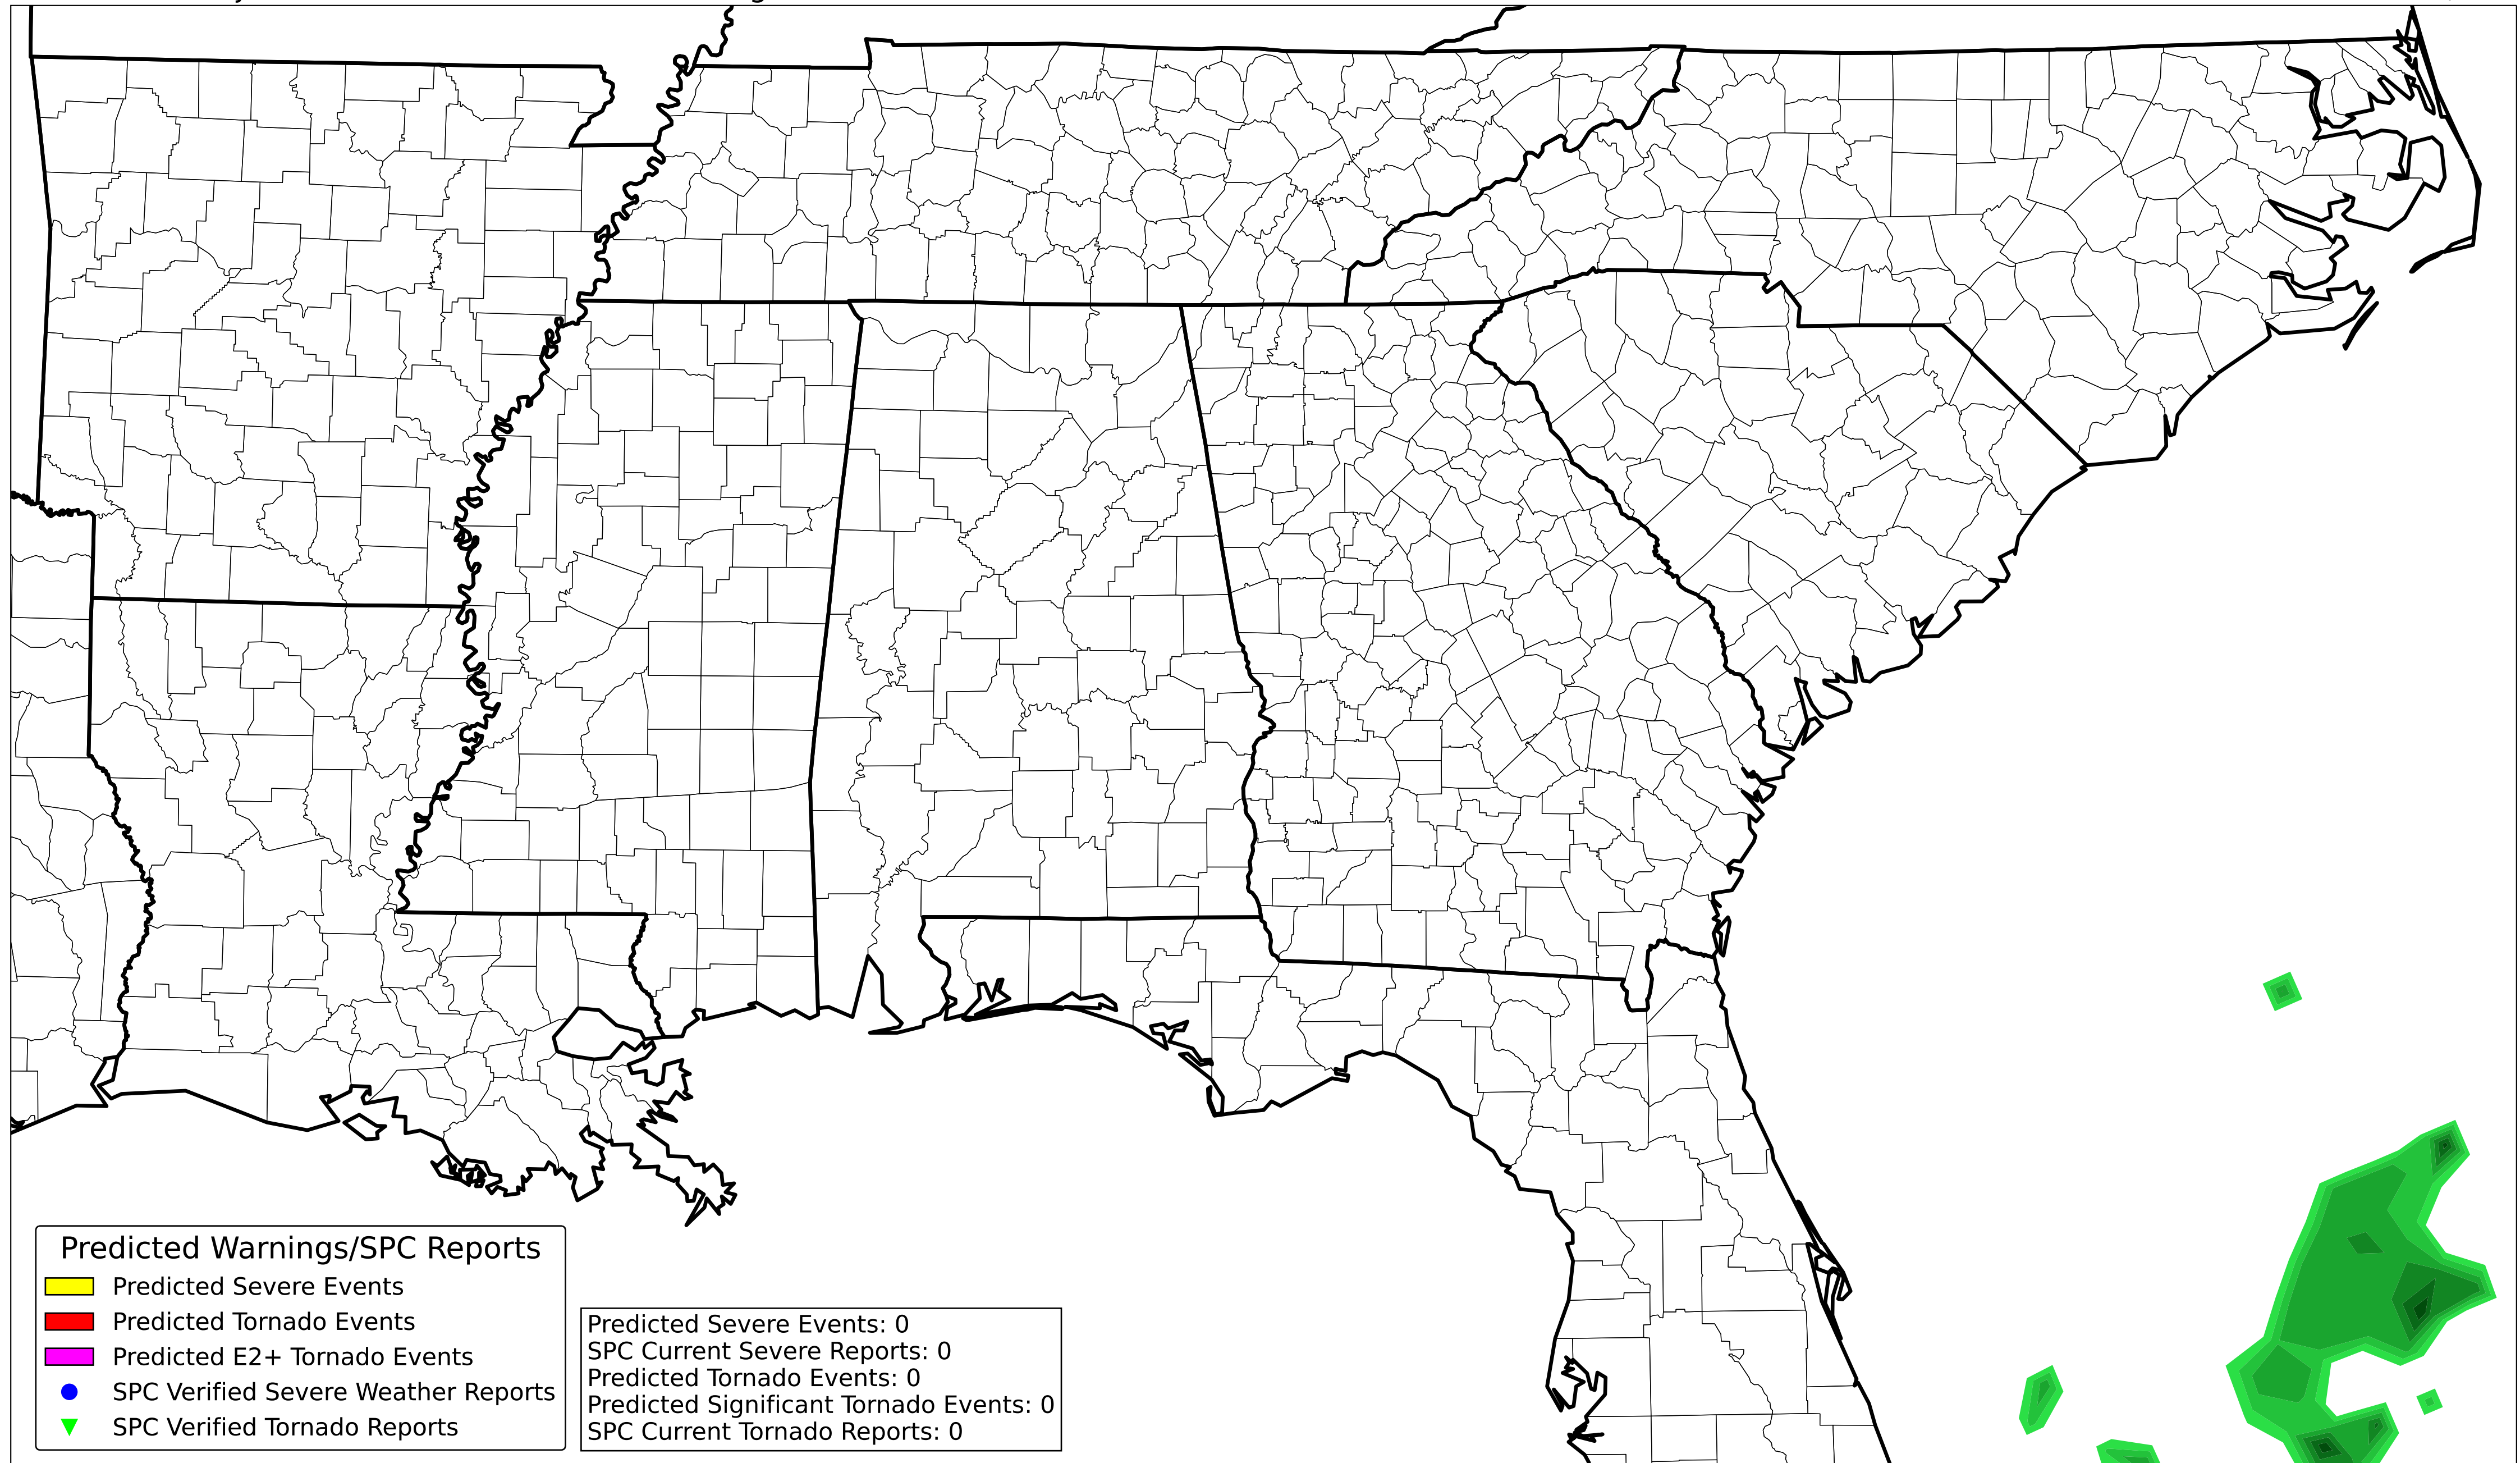 Predicted Warnings/SPC Reports
Predicted Severe Events
Predicted Tornado Events
Predicted E2+ Tornado Events
SPC Verified Severe Weather Reports
SPC Verified Tornado Reports
Predicted Severe Events: 0
SPC Current Severe Reports: 0
Predicted Tornado Events: 0
Predicted Significant Tornado Events: 0
SPC Current Tornado Reports: 0